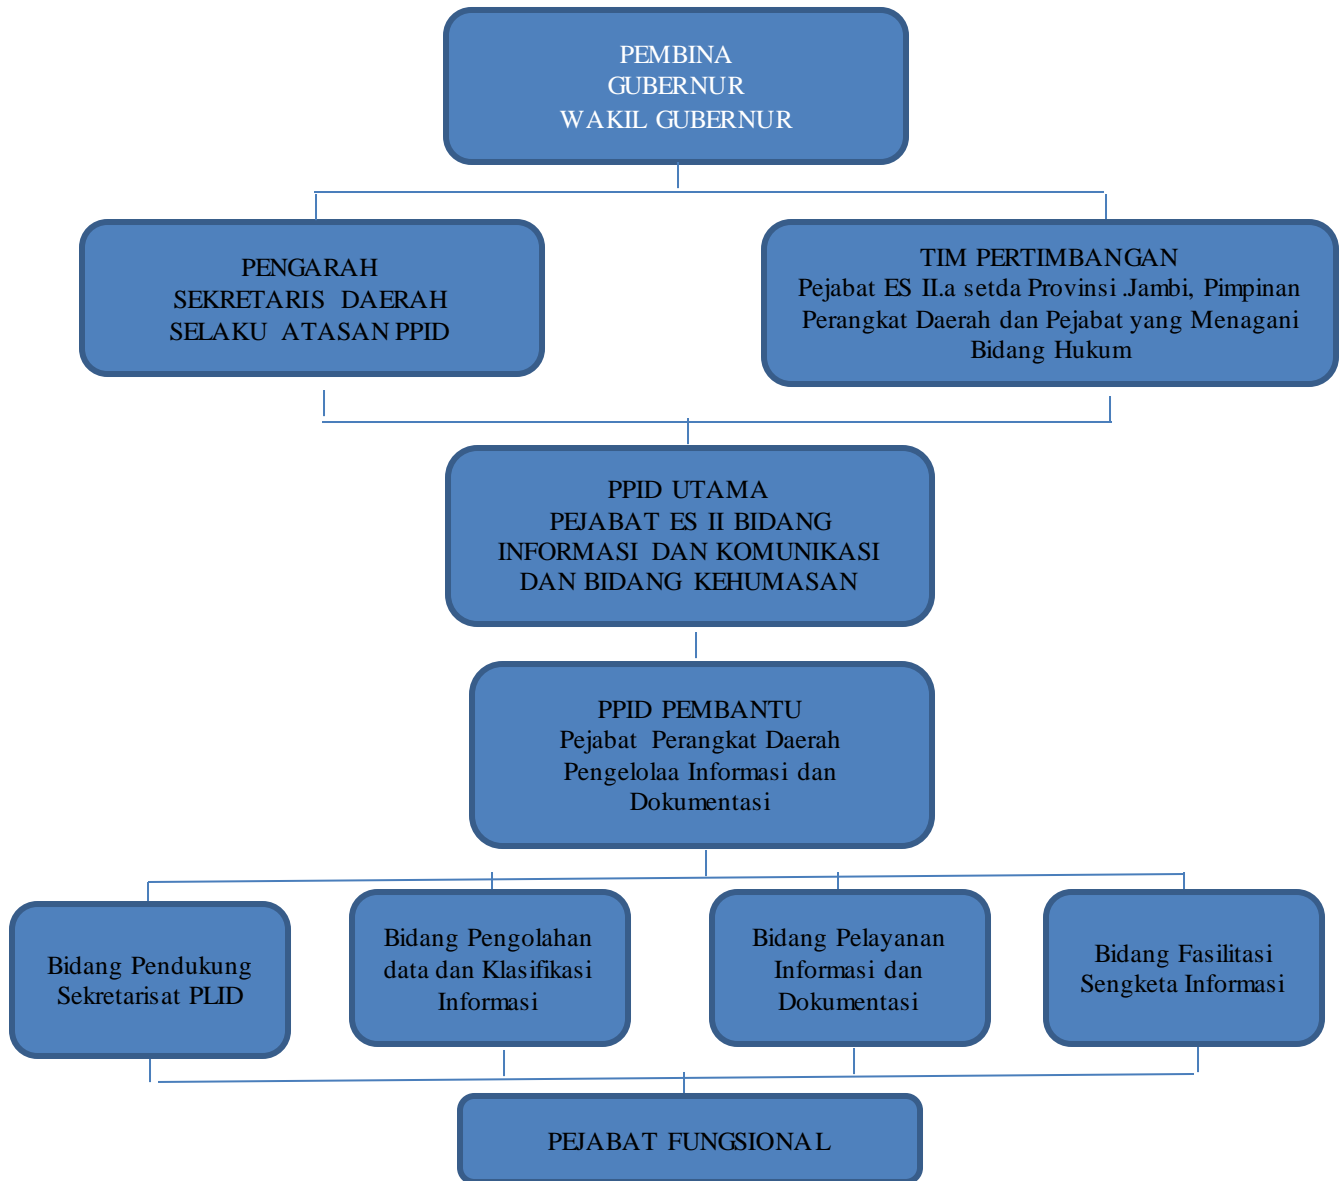 PEMBINA
GUBERNUR
WAKIL GUBERNUR
PENGARAH
SEKRETARIS DAERAH
SELAKU ATASAN PPID
TIM PERTIMBANGAN
Pejabat ES II.a setda Provinsi .Jambi, Pimpinan
Perangkat Daerah dan Pejabat yang Menagani
Bidang Hukum
PPID UTAMA
PEJABAT ES II BIDANG
INFORMASI DAN KOMUNIKASI
DAN BIDANG KEHUMASAN
PPID PEMBANTU
Pejabat Perangkat Daerah
Pengelolaa Informasi dan
Dokumentasi
Bidang Pendukung
Sekretarisat PLID
Bidang Pengolahan
data dan Klasifikasi
Informasi
Bidang Pelayanan
Informasi dan
Dokumentasi
Bidang Fasilitasi
Sengketa Informasi
PEJABAT FUNGSIONAL